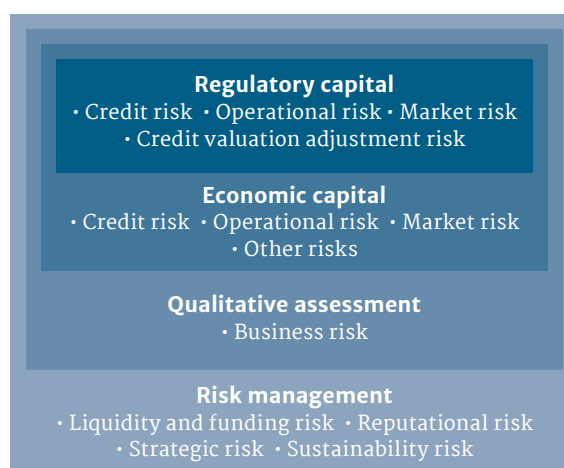 Regulatory capital
· Credit risk · Operational risk · Market risk
· Credit valuation adjustment risk
Economic capital
· Credit risk · Operational risk · Market risk
· Other risks
Qualitative assessment
· Business risk
Risk management
· Liquidity and funding risk · Reputational risk
· Strategic risk · Sustainability risk